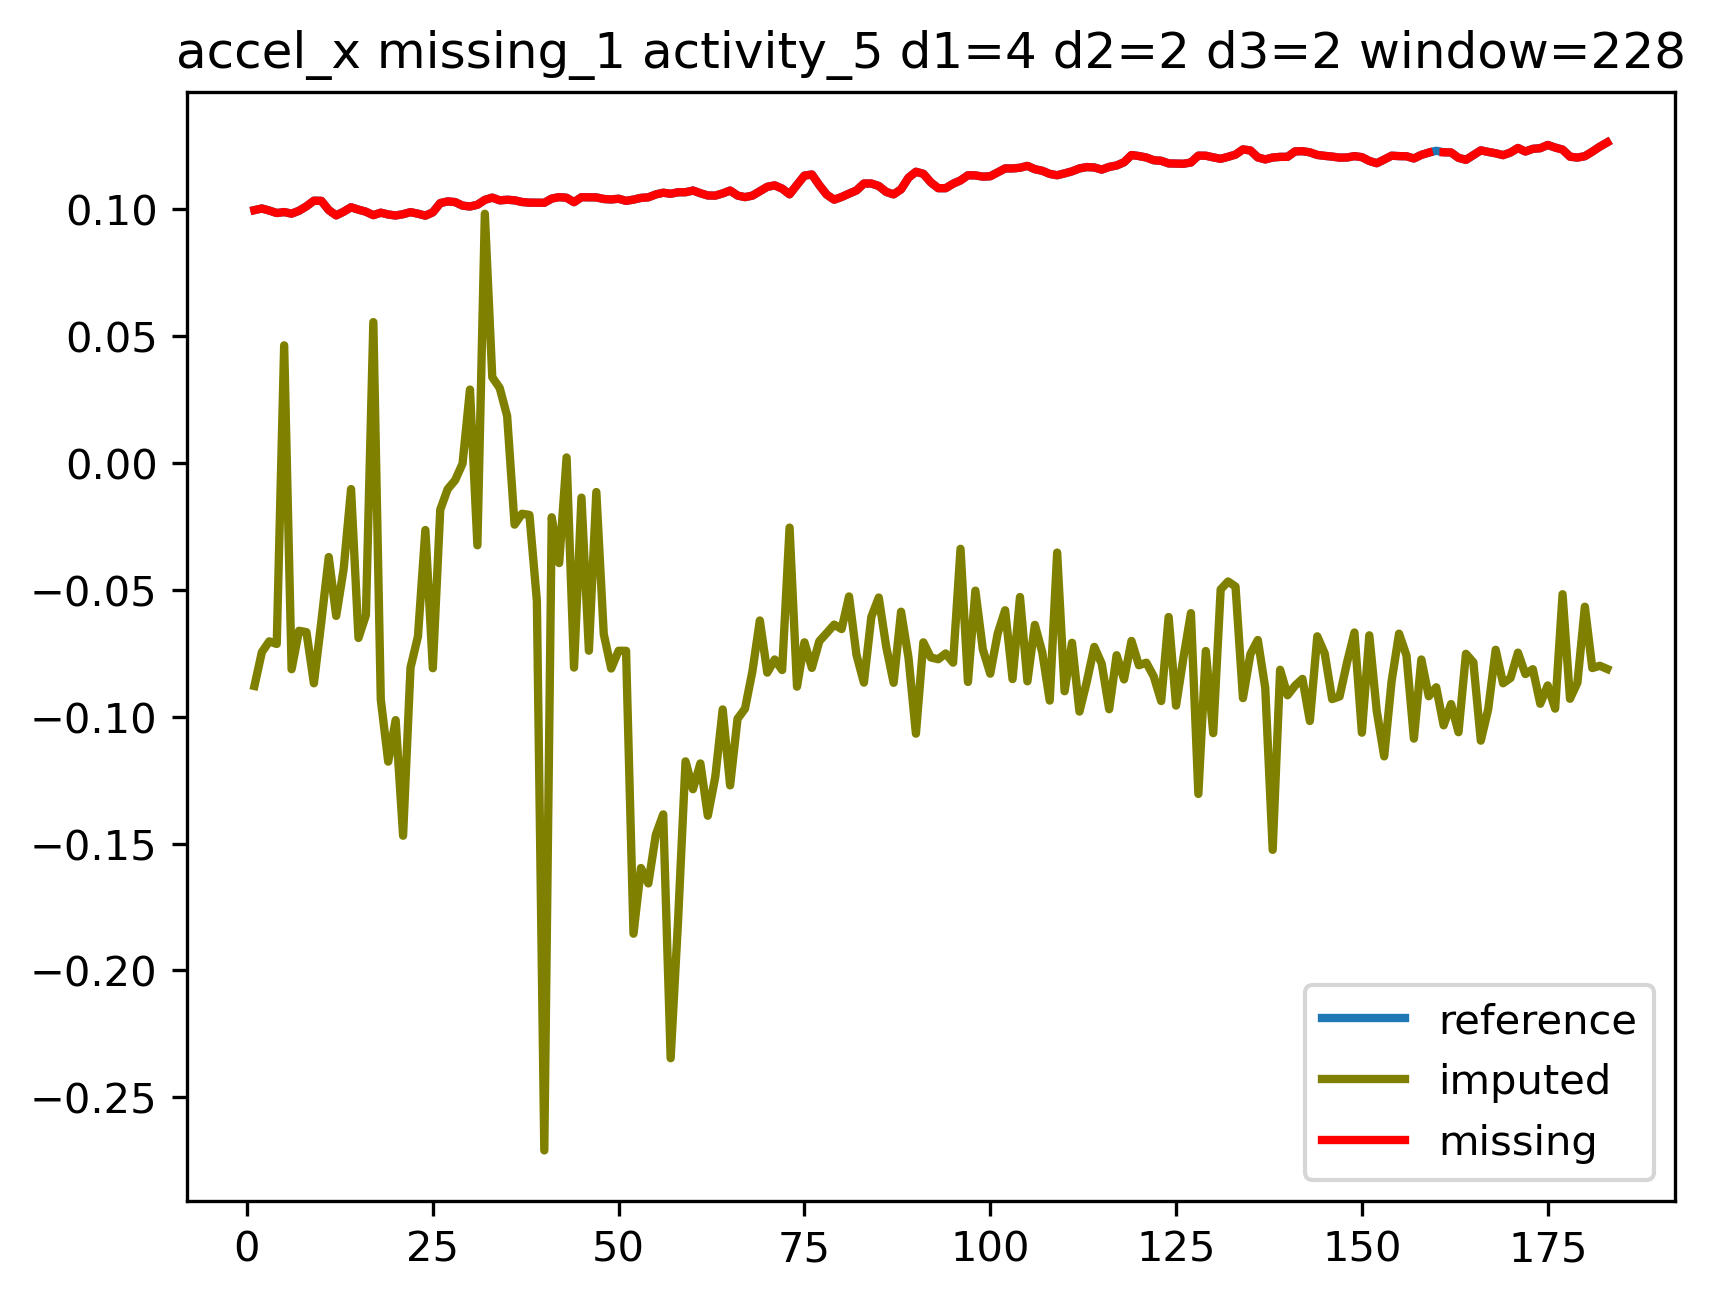 accel_x missing_1 activity_5 d1=4 d2=2 d3=2 window=228
0.10
0.05
0.00
−0.05
−0.10
−0.15
−0.20
−0.25
reference
imputed
missing
0 25 50 75 100 125 150 175